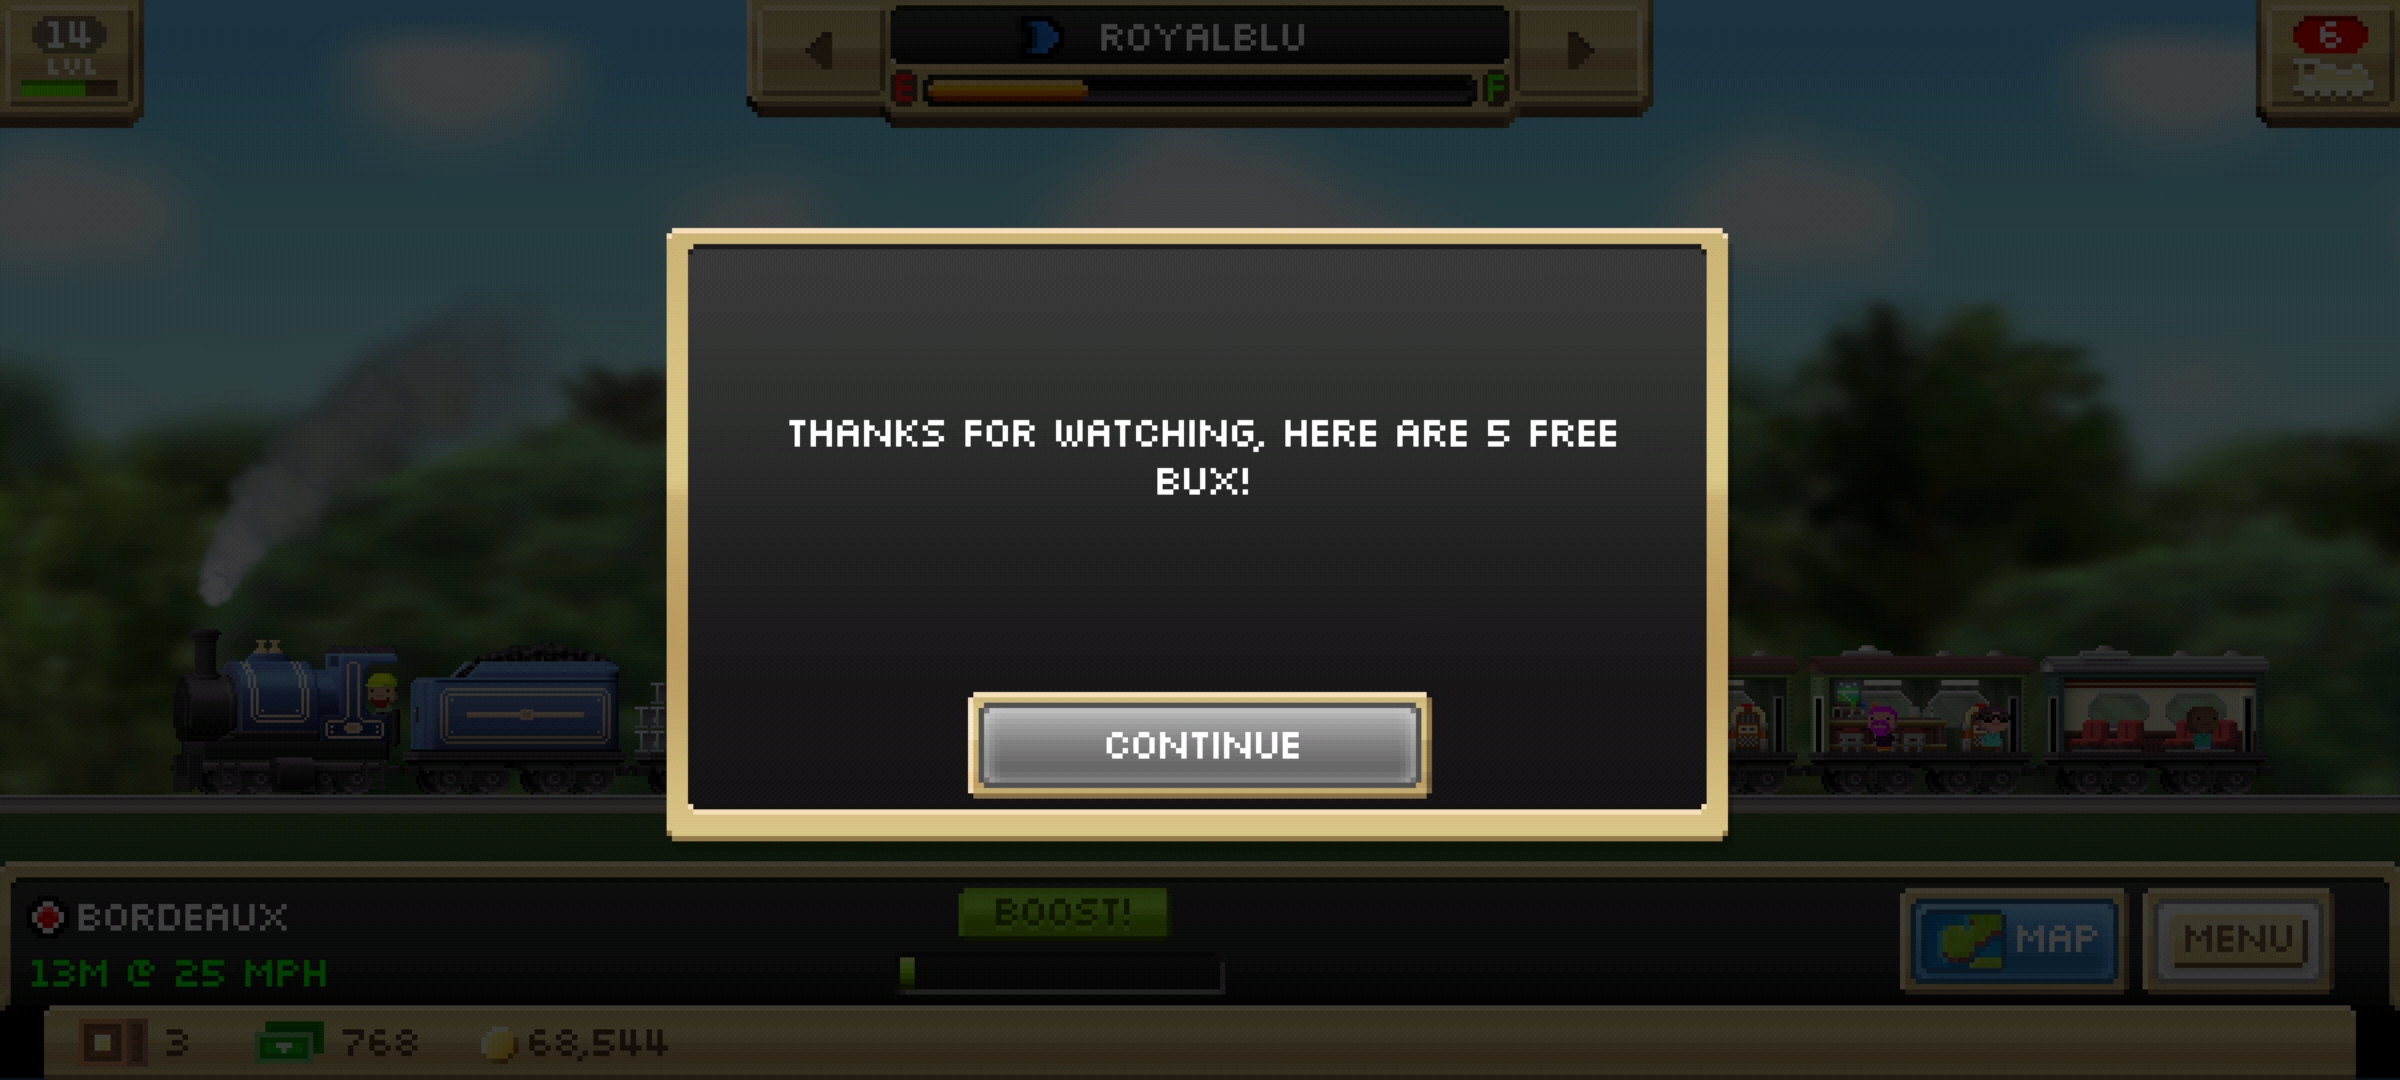 14
LVL
ROYALBLU
E F
6
THANKS FOR WATCHING, HERE ARE 5 FREE
BUX!
CONTINUE
BORDEAUX
13M @ 25 MPH
BOOST!
MAP
MENU
3 768 68,544